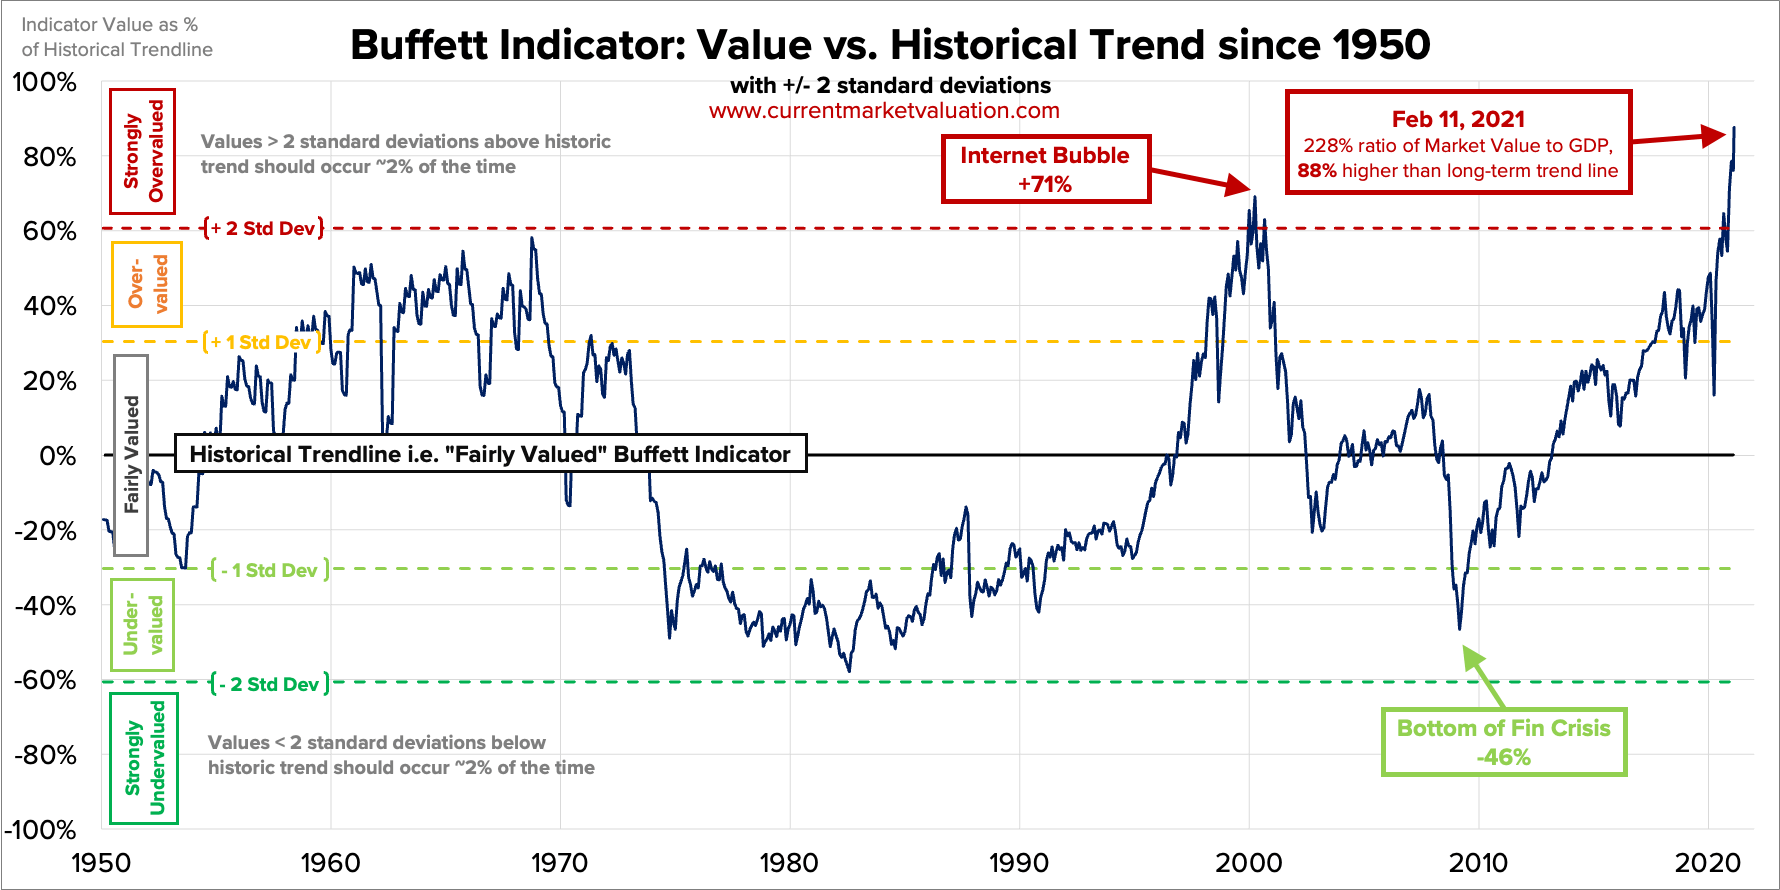 Indicator Value as %
of Historical Trendline
Buffett Indicator: Value vs. Historical Trend since 1950
with +/- 2 standard deviations
www.currentmarketvaluation.com
100%
80%
60%
40%
20%
0%
-20%
-40%
-60%
-80%
-100%
Strongly
Overvalued
Values > 2 standard deviations above historic
trend should occur ~2% of the time
Internet Bubble
+71%
Feb 11, 2021
228% ratio of Market Value to GDP,
88% higher than long-term trend line
+ 2 Std Dev
Over-
valued
+ 1 Std Dev
Fairly Valued
Historical Trendline i.e. "Fairly Valued" Buffett Indicator
- 1 Std Dev
Under-
valued
- 2 Std Dev
Strongly
Undervalued
Values < 2 standard deviations below
historic trend should occur ~2% of the time
Bottom of Fin Crisis
-46%
1950
1960
1970
1980
1990
2000
2010
2020